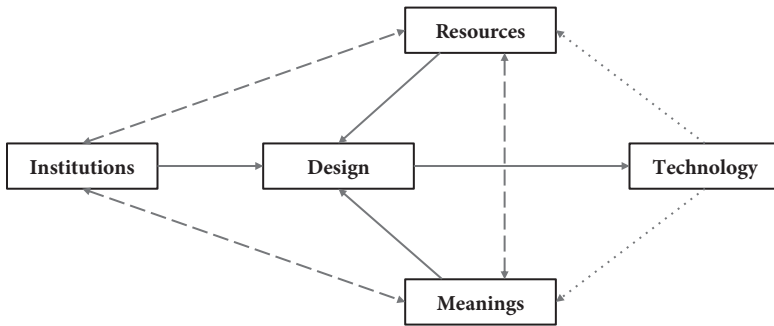 Resources
Institutions
Design
Technology
Meanings